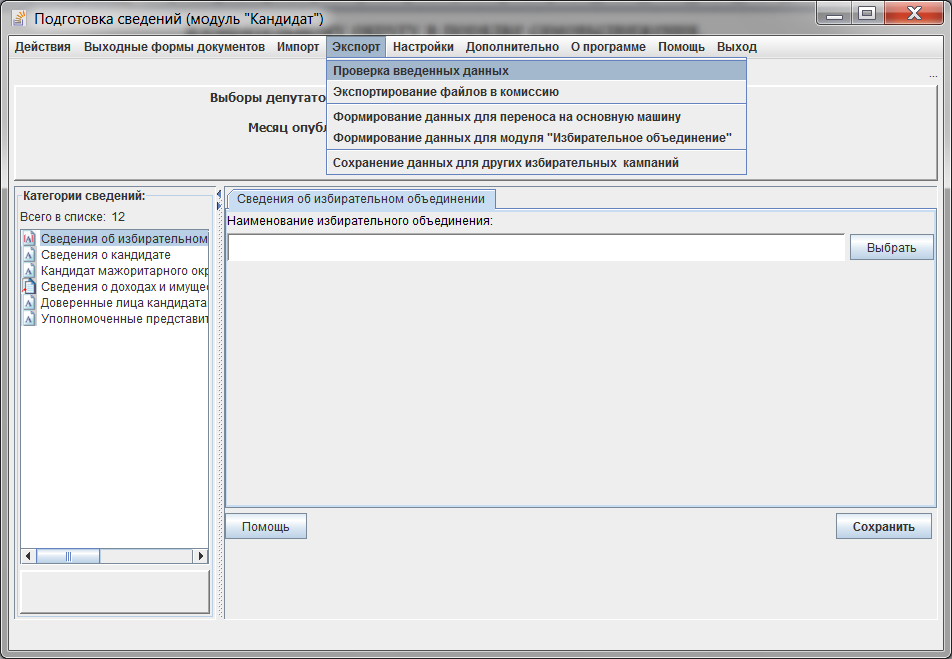 Подготовка сведений (модуль "Кандидат")
Действия Выходные формы документов Импорт Экспорт Настройки Дополнительно О программе Помощь Выход
Проверка введенных данных
...
Экспортирование файлов в комиссию
Выборы депутато
Формирование данных для переноса на основную машину
Месяц опубл
Формирование данных для модуля "Избирательное объединение"
Сохранение данных для других избирательных кампаний
Категории сведений:
Всего в списке: 12
Сведения об избирательном
Сведения о кандидате
Кандидат мажоритарного окр
Сведения о доходах и имущес
Доверенные лица кандидата
Уполномоченные представит
Сведения об избирательном объединении
Наименование избирательного объединения:
Выбрать
Помощь
Сохранить